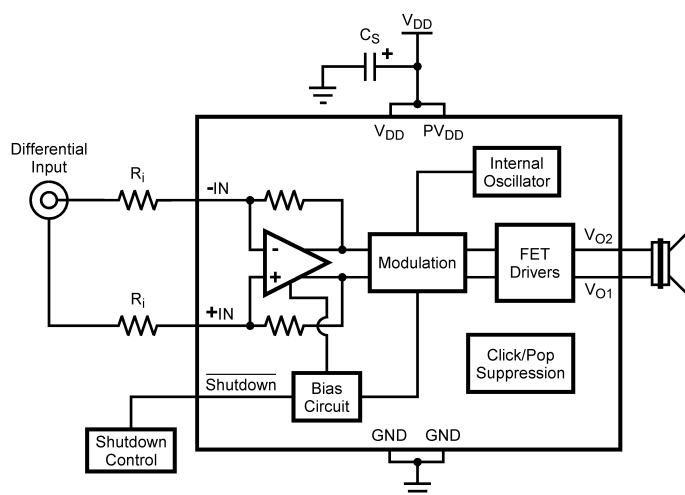 V_DD
C_S
+
V_DD PV_DD
Differential
Input
R_i
-IN
Internal
Oscillator
-
+
Modulation
FET
Drivers
V_O2
V_O1
R_i
+IN
Click/Pop
Suppression
Shutdown
Bias
Circuit
Shutdown
Control
GND GND